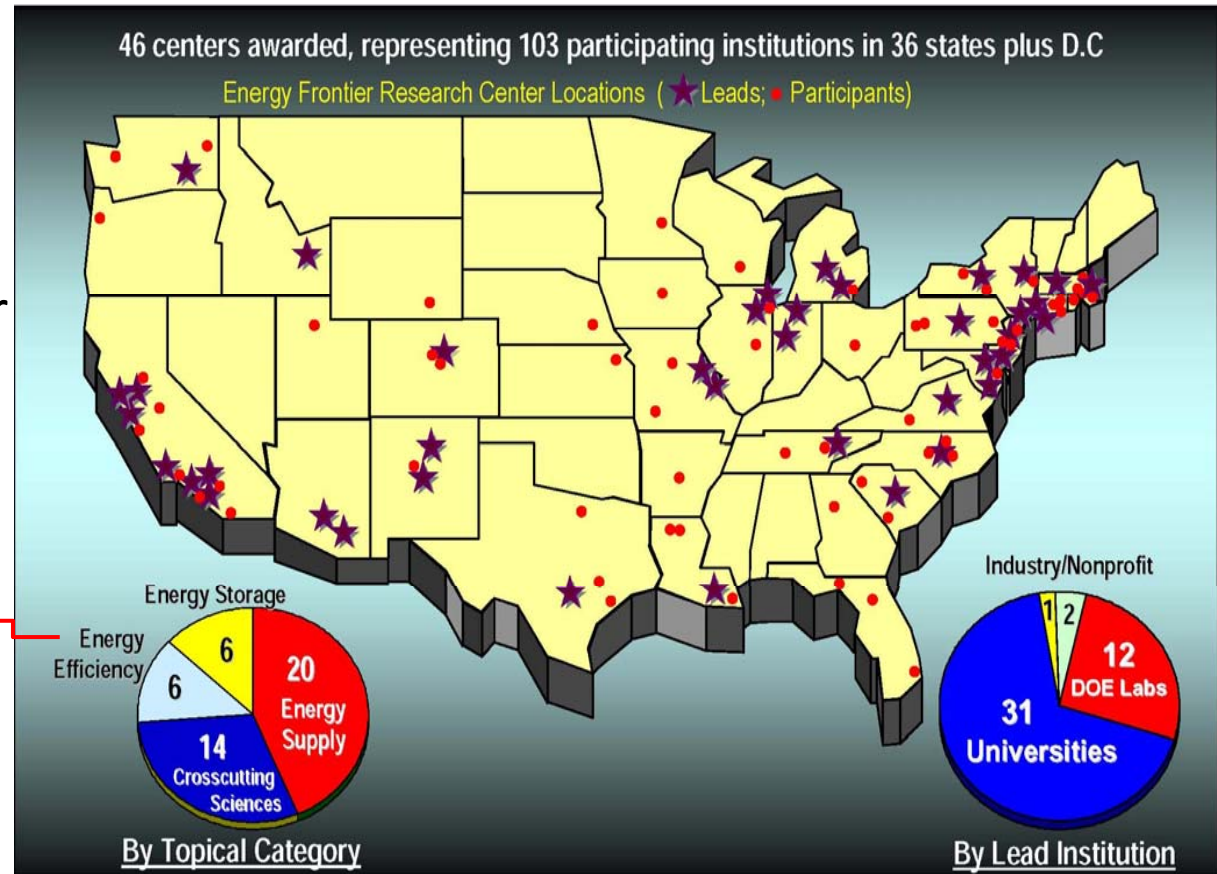 46 centers awarded, representing 103 participating institutions in 36 states plus D.C
Energy Frontier Research Center Locations ( Leads; Participants)
r
Energy Storage
Energy
Efficiency
6
6
20
Energy
Supply
14
Crosscutting
Sciences
By Topical Category
Industry/Nonprofit
1
2
12
DOE Labs
31
Universities
By Lead Institution